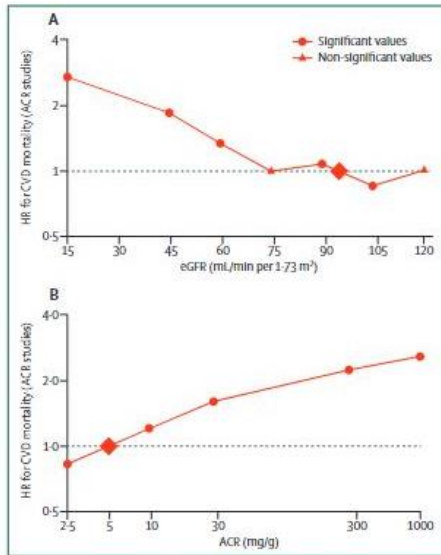 A
Significant values
Non-significant values
HR for CVD mortality (ACR studies)
4
2
1
0·5
15 30 45 60 75 90 105 120
eGFR (mL/min per 1·73 m²)
B
HR for CVD mortality (ACR studies)
4·0
2·0
1·0
0·5
2·5 5 10 30 300 1000
ACR (mg/g)